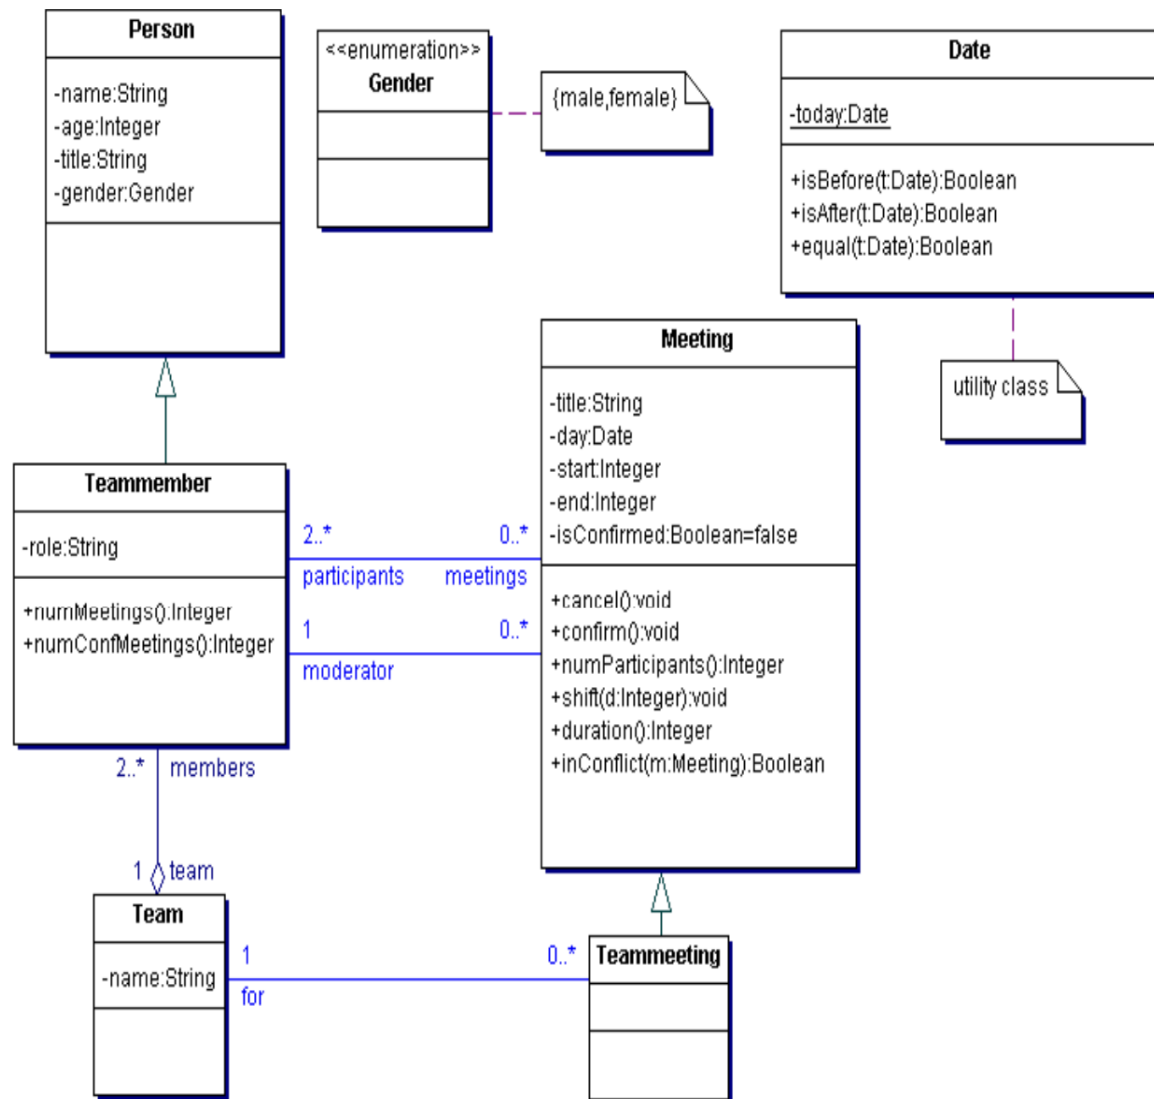 Person
-name:String
-age:Integer
-title:String
-gender:Gender
<<enumeration>>
Gender
{male,female}
Date
-today:Date
+isBefore(t:Date):Boolean
+isAfter(t:Date):Boolean
+equal(t:Date):Boolean
utility class
Meeting
-title:String
-day:Date
-start:Integer
-end:Integer
-isConfirmed:Boolean=false
+cancel():void
+confirm():void
+numParticipants():Integer
+shift(d:Integer):void
+duration():Integer
+inConflict(m:Meeting):Boolean
Teammember
-role:String
+numMeetings():Integer
+numConfMeetings():Integer
2..* 0..*
participants meetings
1 0..*
moderator
2..* members
1 team
Team
-name:String
1 0..*
for
Teammeeting